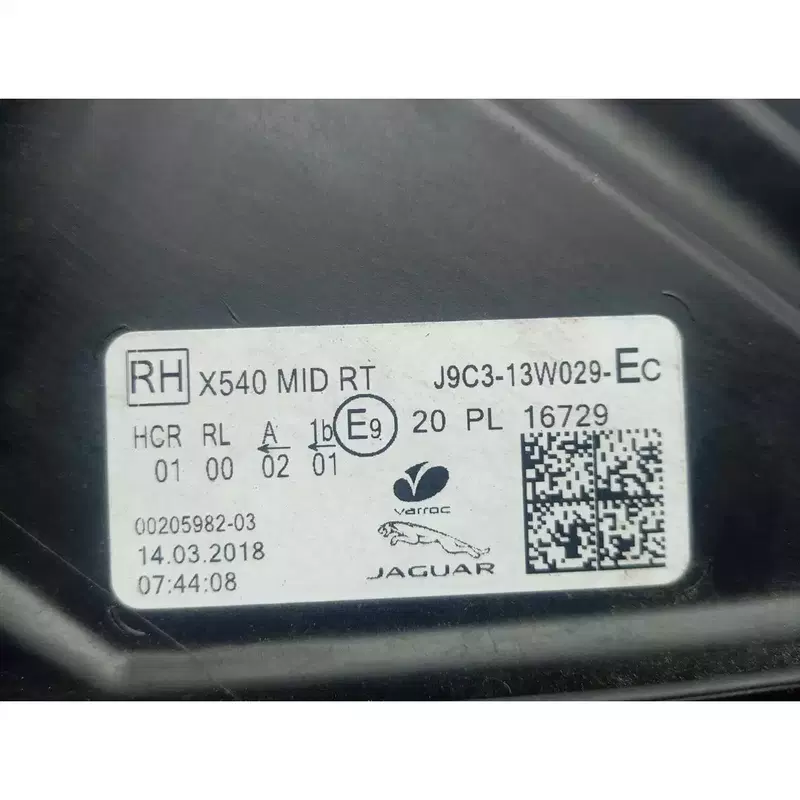 RH X540 MID RT J9C3-13W029-EC
HCR RL A 1b E9 20 PL 16729
01 00 02 01
varroc
00205982-03
14.03.2018
JAGUAR
07:44:08